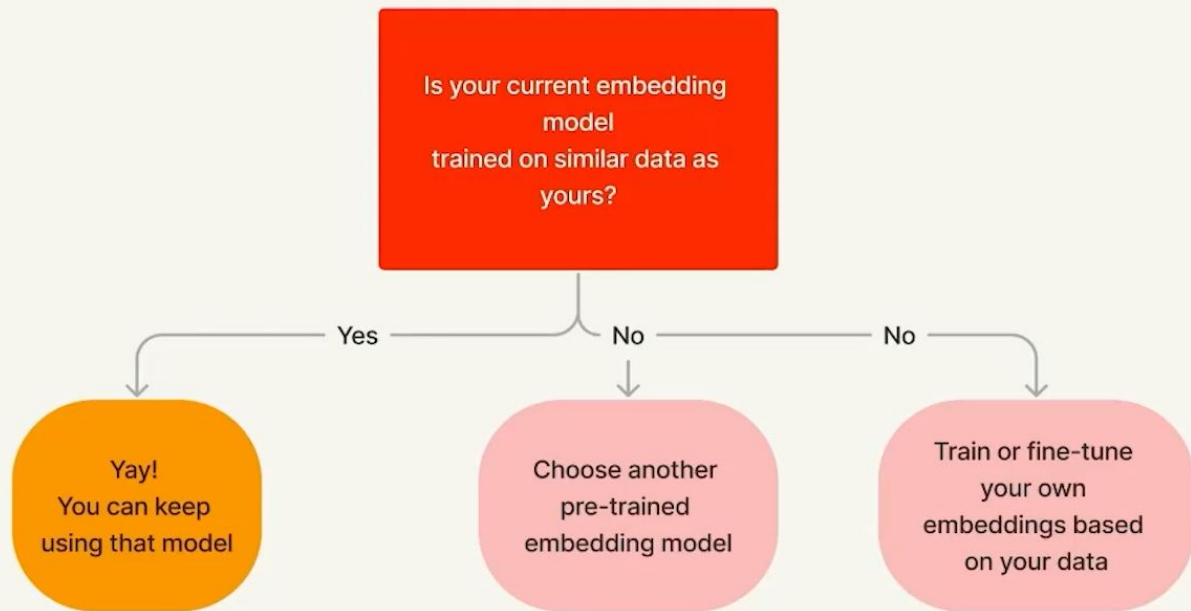 Is your current embedding
model
trained on similar data as
yours?
Yes
No
No
Yay!
You can keep
using that model
Choose another
pre-trained
embedding model
Train or fine-tune
your own
embeddings based
on your data